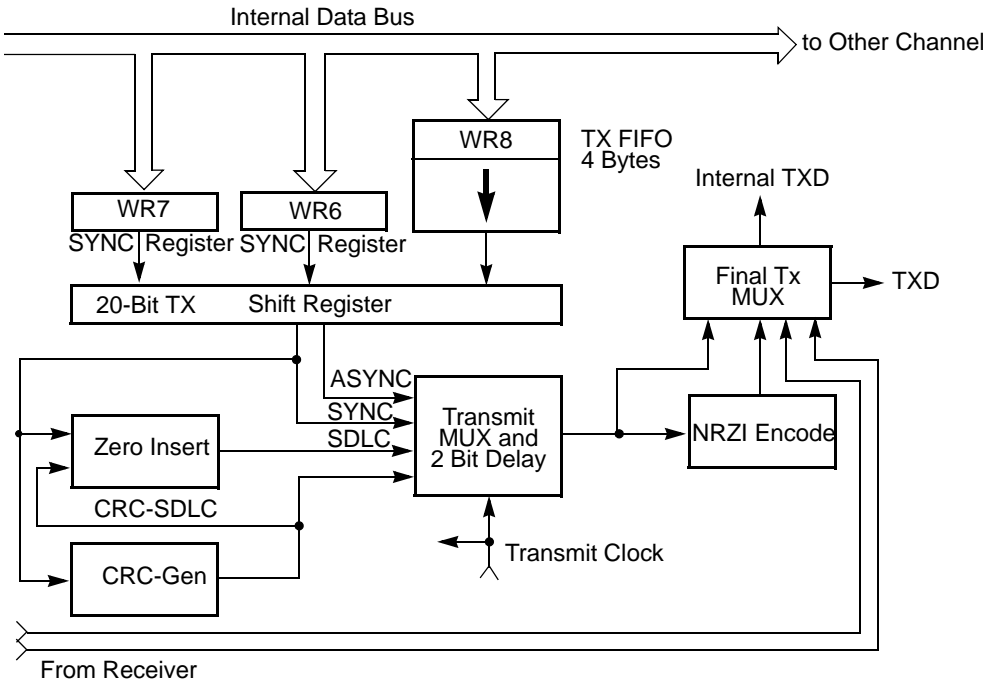 Internal Data Bus
to Other Channel
WR8
TX FIFO
4 Bytes
Internal TXD
WR7
WR6
SYNC Register
SYNC Register
Final Tx
MUX
TXD
20-Bit TX Shift Register
ASYNC
SYNC
SDLC
Transmit
MUX and
2 Bit Delay
NRZI Encode
Zero Insert
CRC-SDLC
Transmit Clock
CRC-Gen
From Receiver